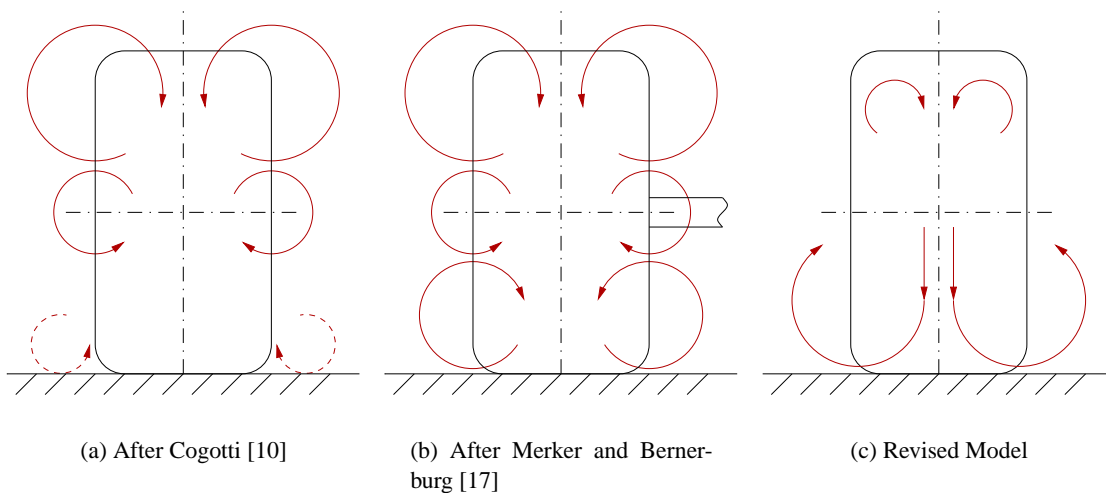 (a) After Cogotti [10]
(b) After Merker and Berner-
burg [17]
(c) Revised Model